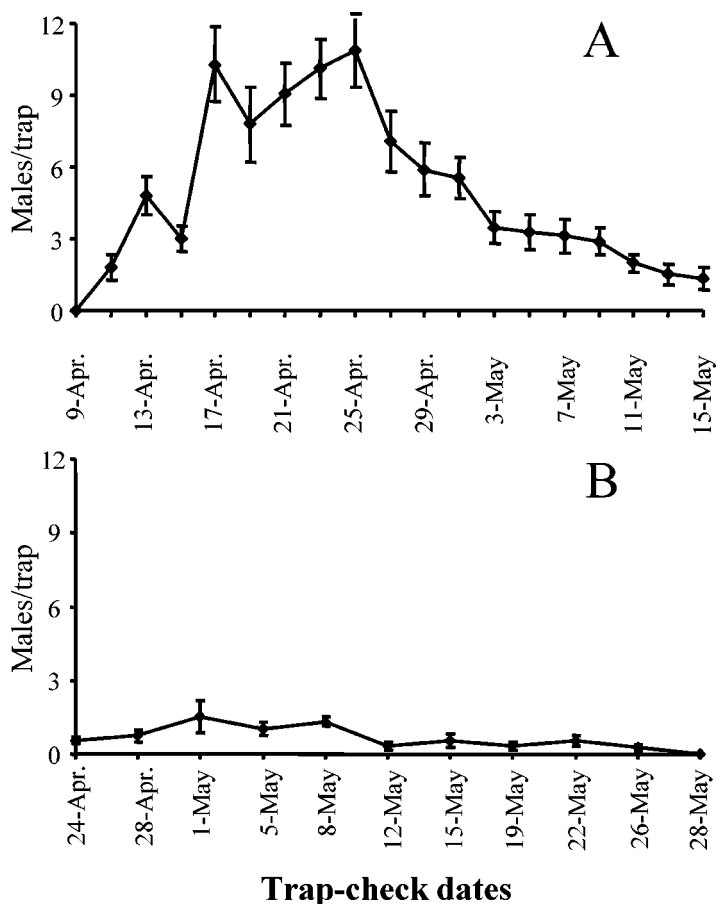 A
12
9
6
3
0
Males/trap
9-Apr.
13-Apr.
17-Apr.
21-Apr.
25-Apr.
29-Apr.
3-May
7-May
11-May
15-May
B
12
9
6
3
0
Males/trap
24-Apr.
28-Apr.
1-May
5-May
8-May
12-May
15-May
19-May
22-May
26-May
28-May
Trap-check dates